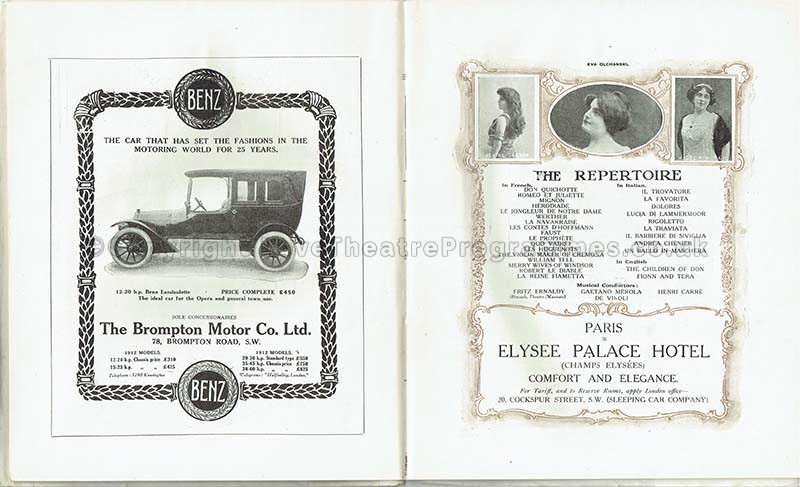 BENZ
THE CAR THAT HAS SET THE FASHIONS IN THE
MOTORING WORLD FOR 25 YEARS.
12-20 h.p. Benz Landaulette PRICE COMPLETE £450
The ideal car for the Opera and general town use.
SOLE CONCESSIONAIRES
The Brompton Motor Co. Ltd.
78, BROMPTON ROAD, S.W.
1912 MODELS.
12-20 h.p. Chassis price £310
15-25 h.p. „ „ £425
Telephone: 3490 Kensington
1912 MODELS.
20-30 h.p. Standard type £530
35-45 h.p. Chassis price £750
38-60 h.p. „ „ £825
Telegrams: "Halfmiling, London."
BENZ
EVA OLCHANSKI.
THE REPERTOIRE
In French.
DON QUICHOTTE
ROMEO ET JULIETTE
MIGNON
HERODIADE
LE JONGLEUR DE NOTRE DAME
WERTHER
LA NAVARRAISE
LES CONTES D'HOFFMANN
FAUST
LE PROPHÈTE
QUO VADIS?
LES HUGUENOTS
THE VIOLIN MAKER OF CREMONA
WILLIAM TELL
MERRY WIVES OF WINDSOR
ROBERT LE DIABLE
LA REINE FIAMETTA
In Italian.
IL TROVATORE
LA FAVORITA
DOLORES
LUCIA DI LAMMERMOOR
RIGOLETTO
LA TRAVIATA
IL BARBIERE DI SIVIGLIA
ANDREA CHENIER
UN BALLO IN MASCHERA
In English
THE CHILDREN OF DON
FIONN AND TERA
Musical Conductors:
FRITZ ERNALDY
GAETANO MEROLA
HENRI CARRÉ
PARIS
ELYSEE PALACE HOTEL
(CHAMPS ELYSÉES)
COMFORT AND ELEGANCE.
For Tariff, and to Reserve Rooms, apply London office—
20, COCKSPUR STREET, S.W. (SLEEPING CAR COMPANY).